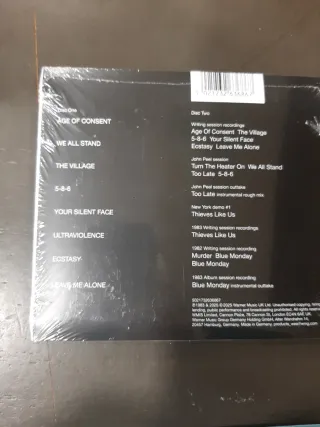 Disc One
AGE OF CONSENT
WE ALL STAND
THE VILLAGE
5-8-6
YOUR SILENT FACE
ULTRAVIOLENCE
ECSTASY
LEAVE ME ALONE
Disc Two
Writing session recordings
Age Of Consent The Village
5-8-6 Your Silent Face
Ecstasy Leave Me Alone
John Peel session
Turn The Heater On We All Stand
Too Late 5-8-6
John Peel session outtake
Too Late instrumental rough mix
New York demo #1
Thieves Like Us
1983 Writing session recordings
Thieves Like Us
1982 Writing session recording
Murder Blue Monday
Blue Monday
1983 Album session recording
Blue Monday instrumental outtake